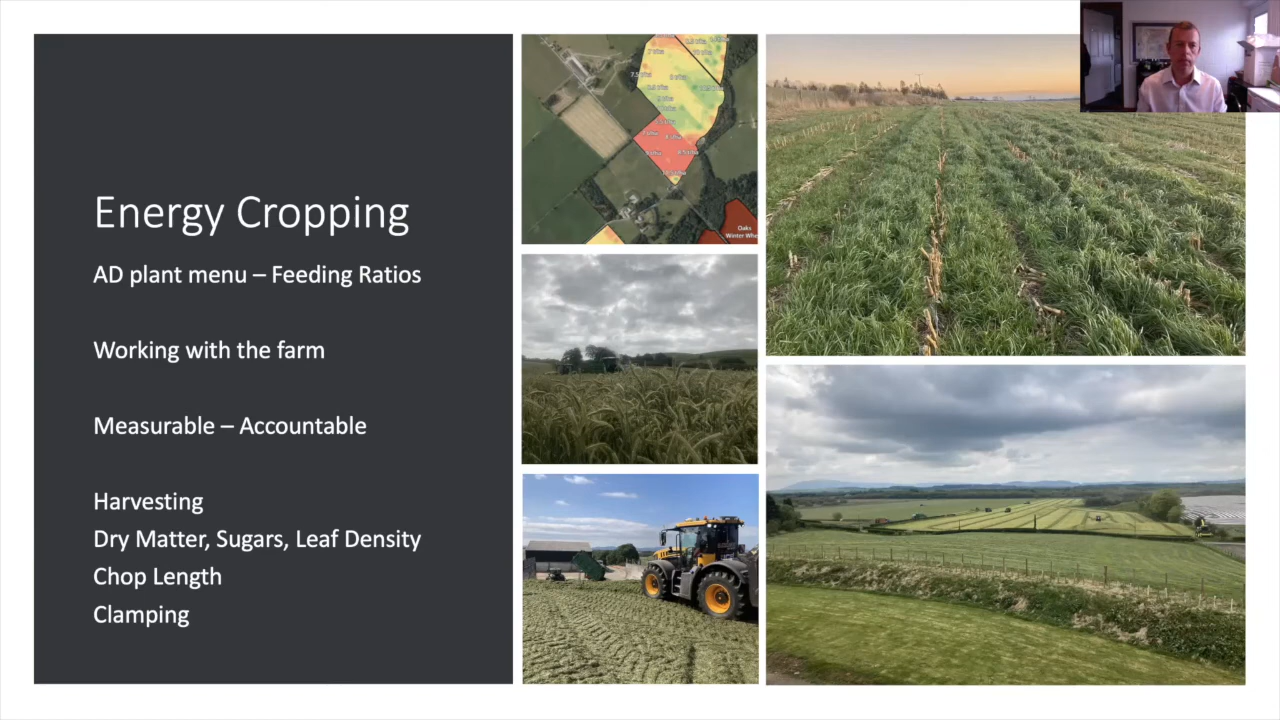 Energy Cropping
AD plant menu – Feeding Ratios
Working with the farm
Measurable – Accountable
Harvesting
Dry Matter, Sugars, Leaf Density
Chop Length
Clamping
Oaks